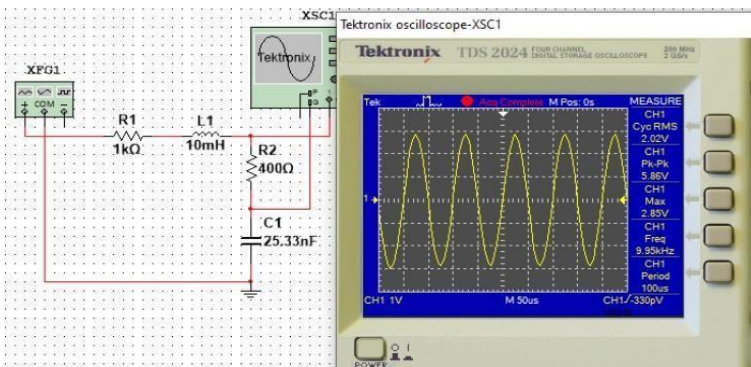 XSC1
Tektronix oscilloscope-XSC1
Tektronix
TDS 2024
FOUR CHANNEL
DIGITAL STORAGE OSCILLOSCOPE
200 MHz
2 GS/s
Tektronix
P
G
1
XFG1
+ COM −
R1
1kΩ
L1
10mH
R2
400Ω
C1
25.33nF
Tek
Acq Complete
M Pos: 0s
MEASURE
CH1
Cyc RMS
2.02V
CH1
Pk-Pk
5.86V
CH1
Max
2.85V
CH1
Freq
9.95kHz
CH1
Period
100us
1
CH1 1V
M 50us
CH1
-330pV
POWER